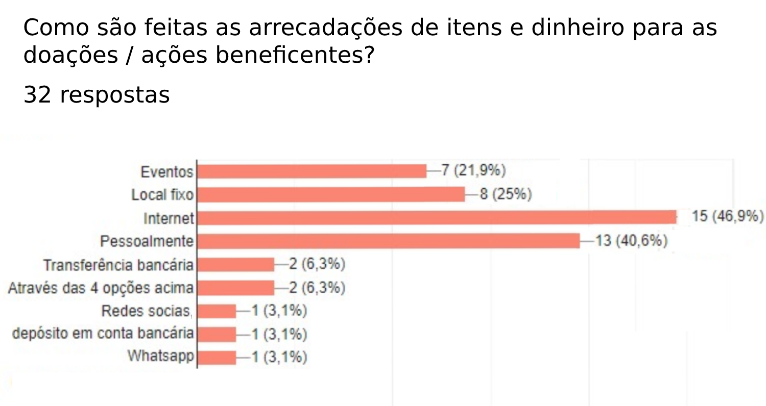 Como são feitas as arrecadações de itens e dinheiro para as
doações / ações beneficentes?
32 respostas
Eventos 7 (21,9%)
Local fixo 8 (25%)
Internet 15 (46,9%)
Pessoalmente 13 (40,6%)
Transferência bancária 2 (6,3%)
Através das 4 opções acima 2 (6,3%)
Redes socias, 1 (3,1%)
depósito em conta bancária 1 (3,1%)
Whatsapp 1 (3,1%)